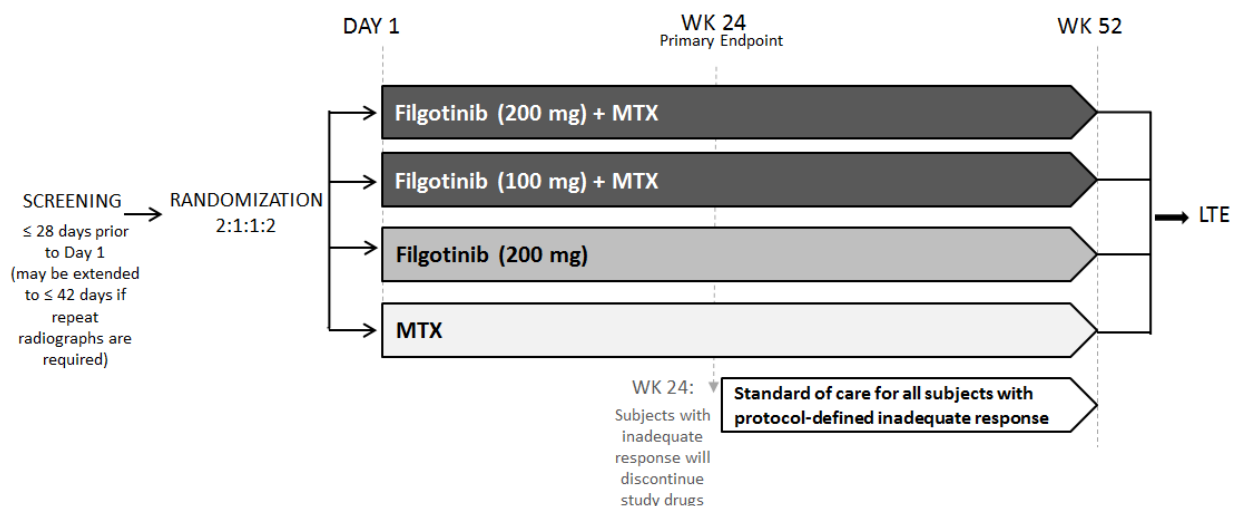 DAY 1
WK 24
Primary Endpoint
WK 52
SCREENING
≤ 28 days prior
to Day 1
(may be extended
to ≤ 42 days if
repeat
radiographs are
required)
RANDOMIZATION
2:1:1:2
Filgotinib (200 mg) + MTX
Filgotinib (100 mg) + MTX
Filgotinib (200 mg)
MTX
LTE
WK 24:
Subjects with
inadequate
response will
discontinue
study drugs
Standard of care for all subjects with
protocol-defined inadequate response